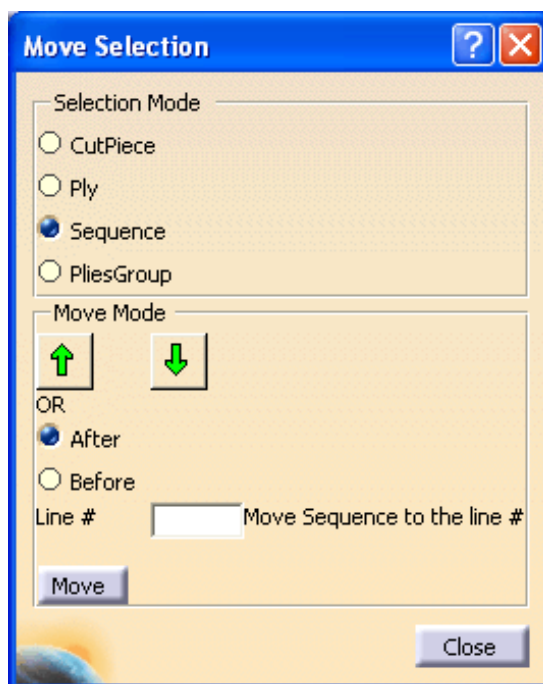 Move Selection
?
Selection Mode
CutPiece
Ply
Sequence
PliesGroup
Move Mode
OR
After
Before
Line # Move Sequence to the line #
Move
Close